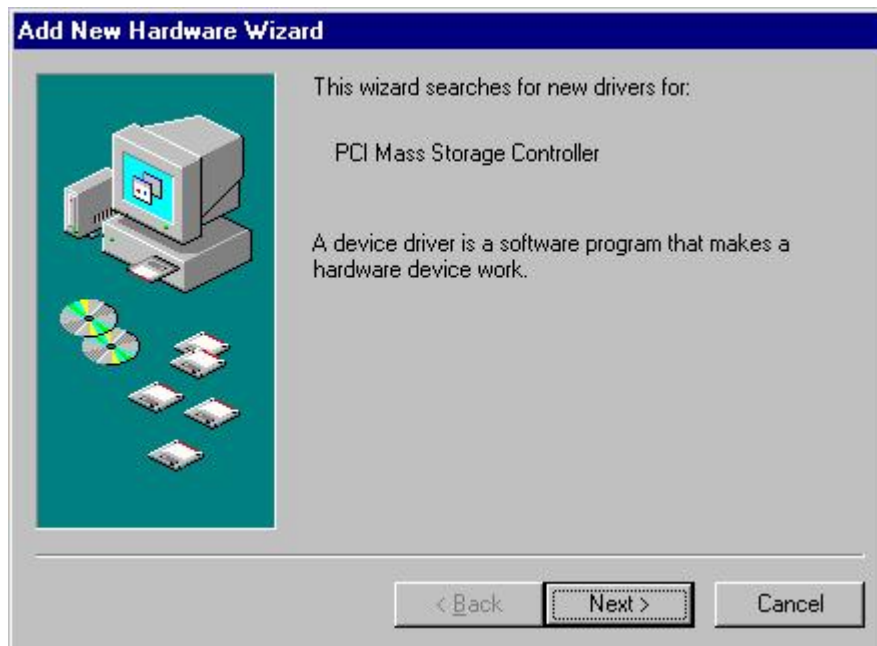 Add New Hardware Wizard
This wizard searches for new drivers for:
PCI Mass Storage Controller
A device driver is a software program that makes a
hardware device work.
< Back
Next >
Cancel